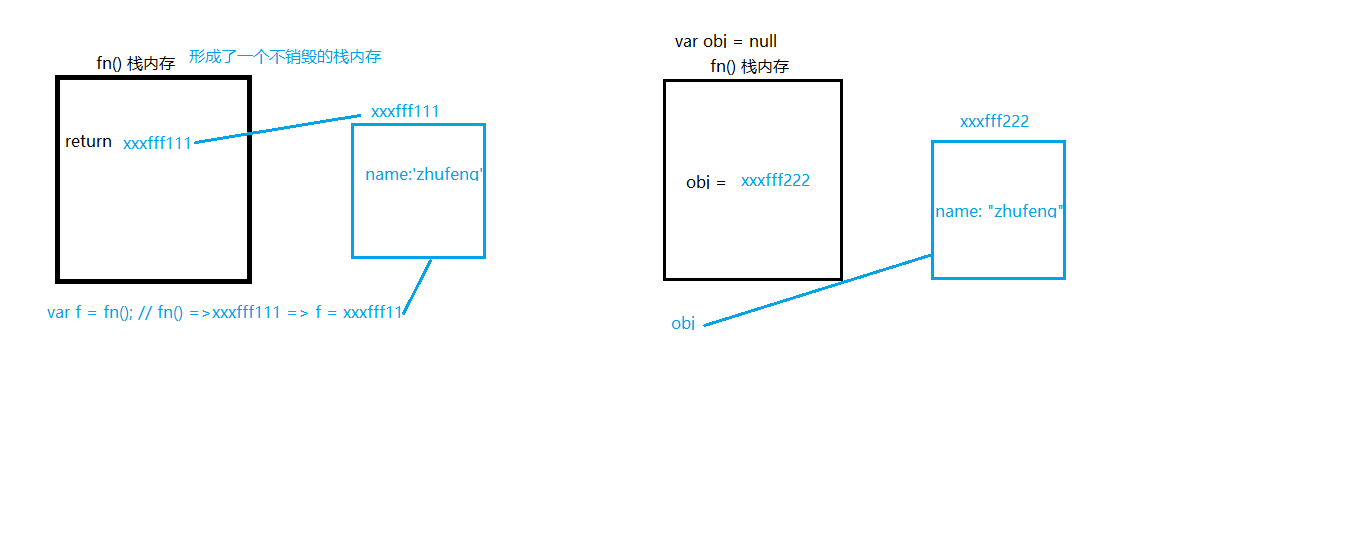 fn() 栈内存 形成了一个不销毁的栈内存
return xxxfff111
xxxfff111
name:'zhufeng'
var f = fn(); // fn() =>xxxfff111 => f = xxxfff11
var obj = null
fn() 栈内存
obj = xxxfff222
xxxfff222
name: "zhufeng"
obj